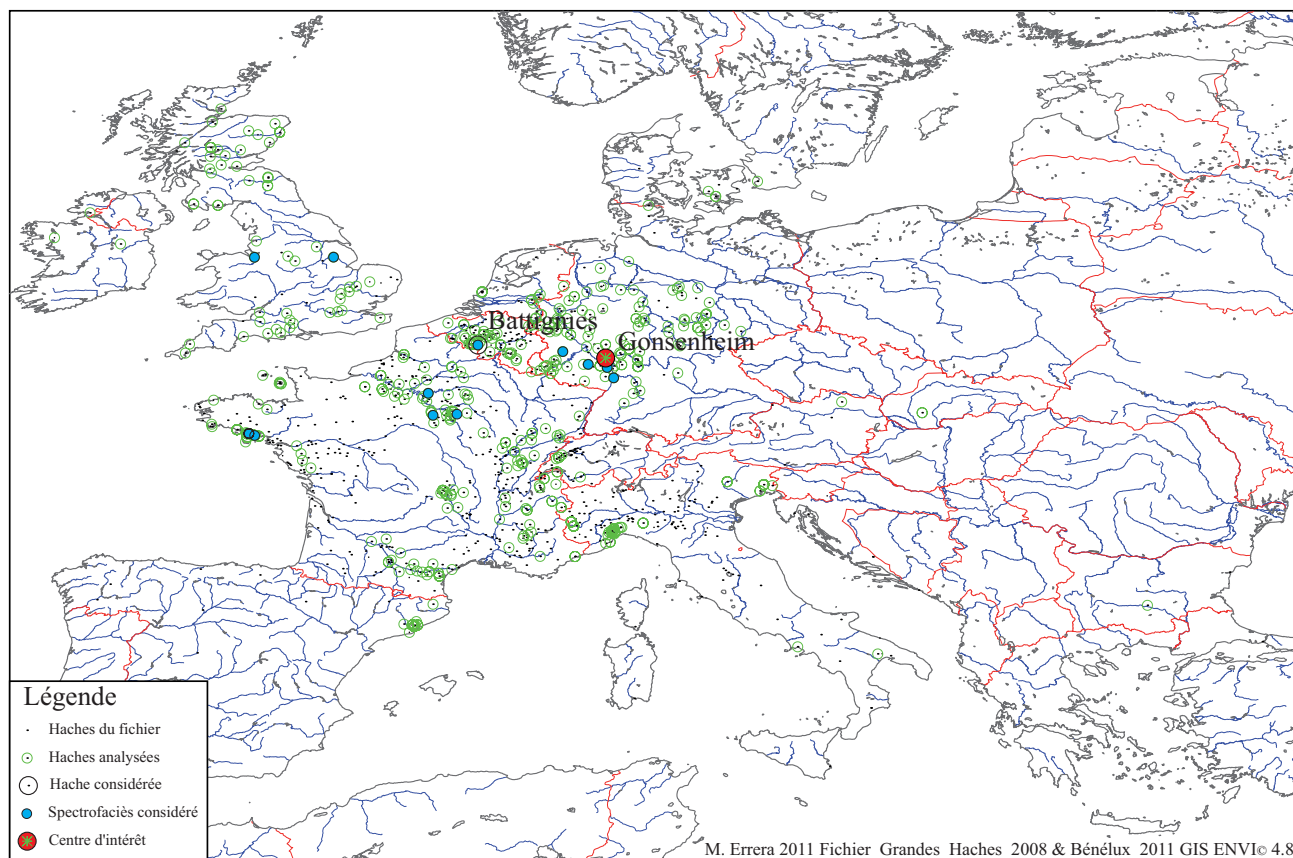 Battignies
Gonsenheim
Légende
Haches du fichier
Haches analysées
Hache considérée
Spectrofaciès considéré
Centre d'intérêt
M. Errera 2011 Fichier Grandes Haches 2008 & Bénélux 2011 GIS ENVI© 4.8